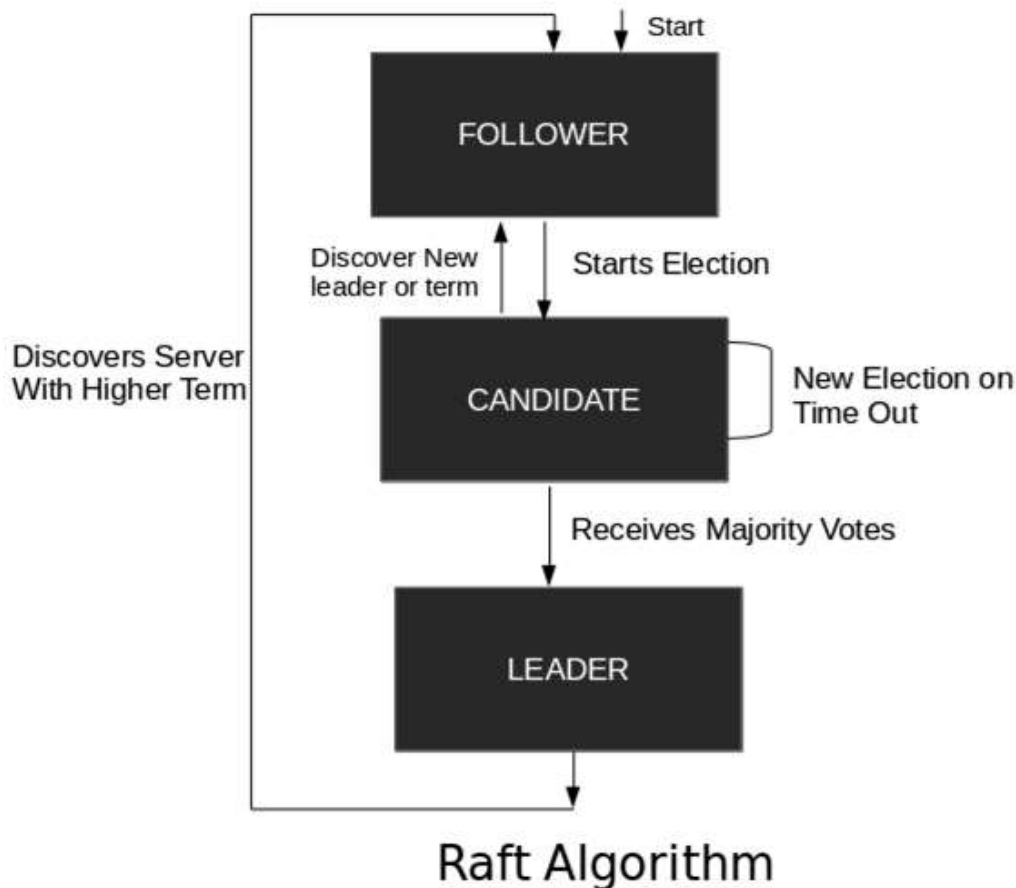 Start
FOLLOWER
Discover New
leader or term
Starts Election
Discovers Server
With Higher Term
CANDIDATE
New Election on
Time Out
Receives Majority Votes
LEADER
Raft Algorithm